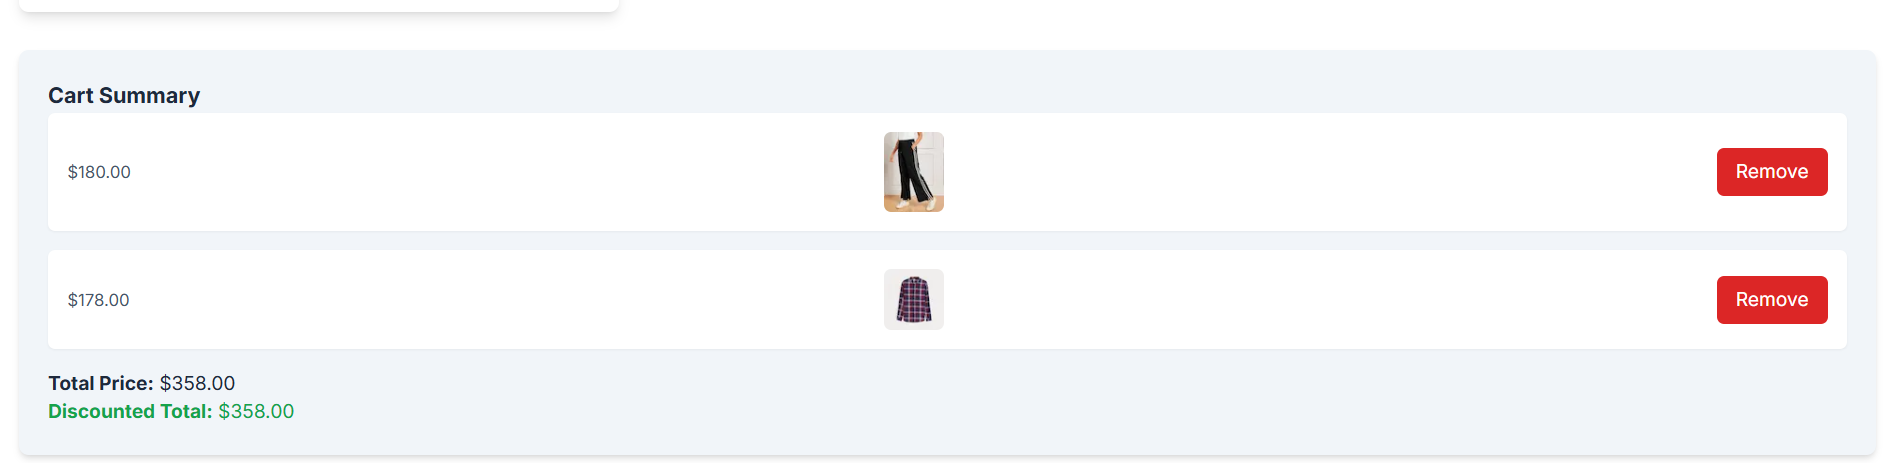 Cart Summary
$180.00
Remove
$178.00
Remove
Total Price: $358.00
Discounted Total: $358.00